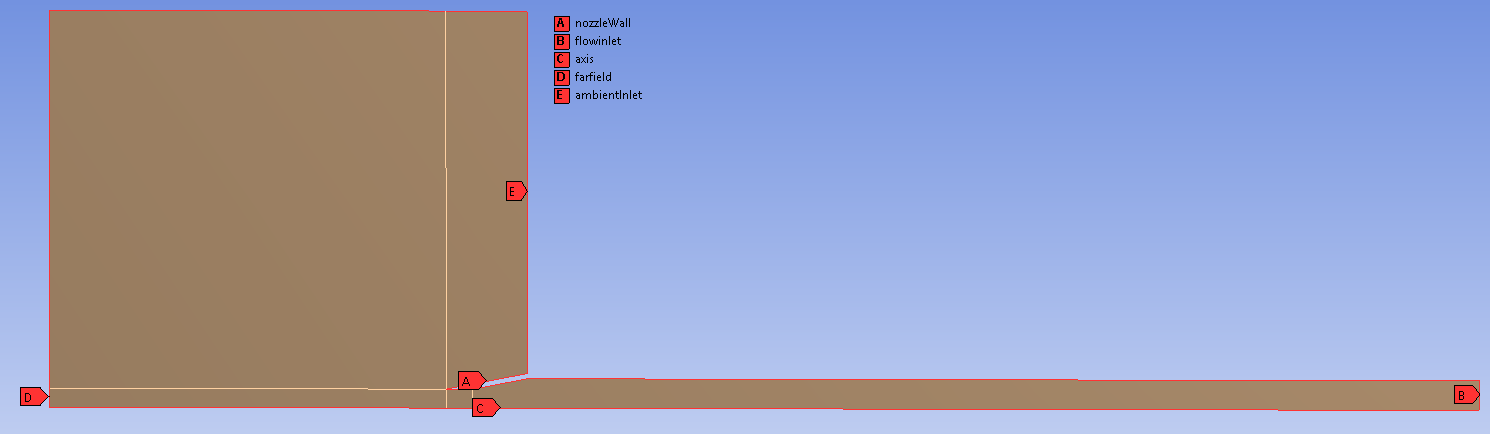 A nozzleWall
B flowinlet
C axis
D farfield
E ambientInlet
E
A
D
C
B